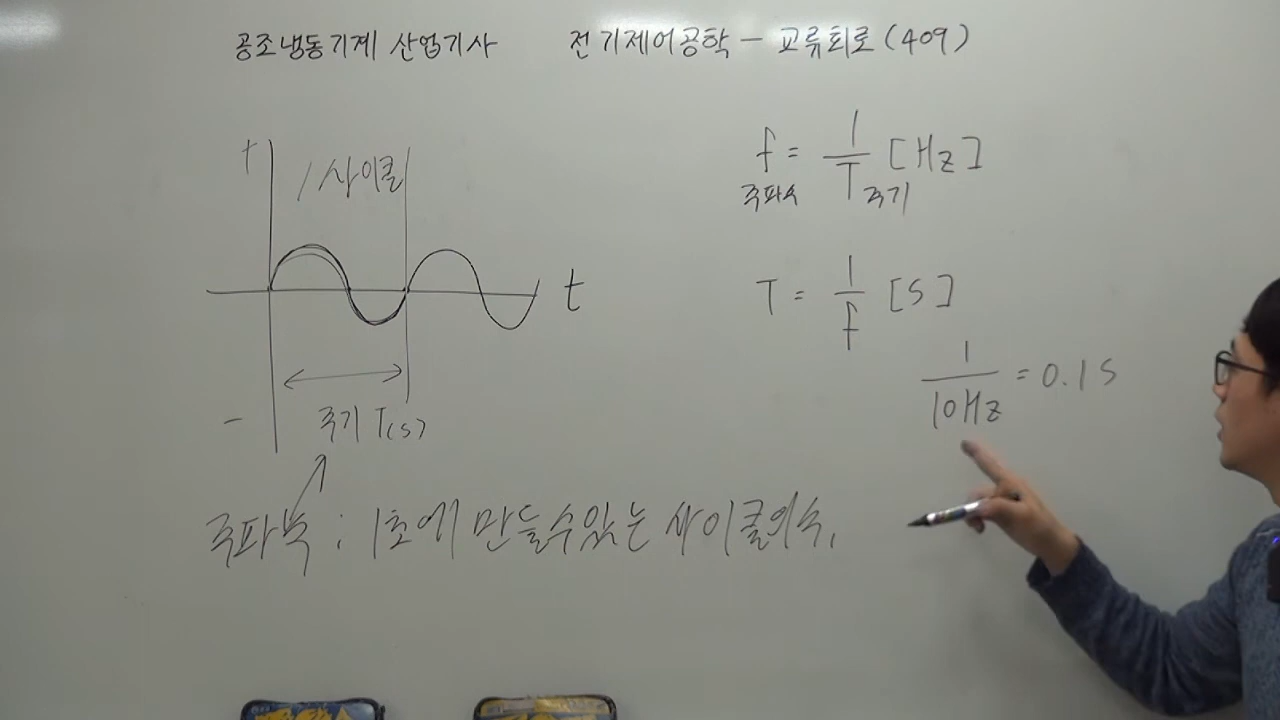 공조냉동기계 산업기사 전기제어공학 - 교류회로 (409)
+
1사이클
t
-
주기 T(s)
주파수 : 1초에 만들수있는 사이클의수.
f = 1/T [Hz]
주파수 주기
T = 1/f [S]
1/10Hz = 0.1 S